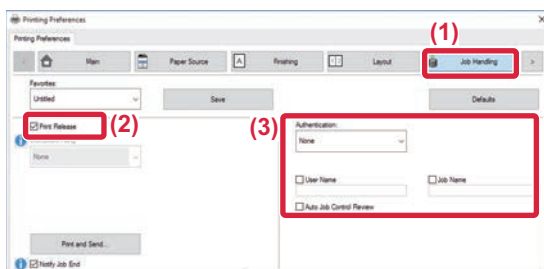 Printing Preferences
Printing Preferences
(1)
Main
Paper Source
A
Finishing
Layout
Job Handling
Favorites:
Untitled
Save
Defaults
Print Release
(2)
(3)
Authentication:
None
None
User Name
Job Name
Auto Job Control Review
Print and Send...
Notify Job End